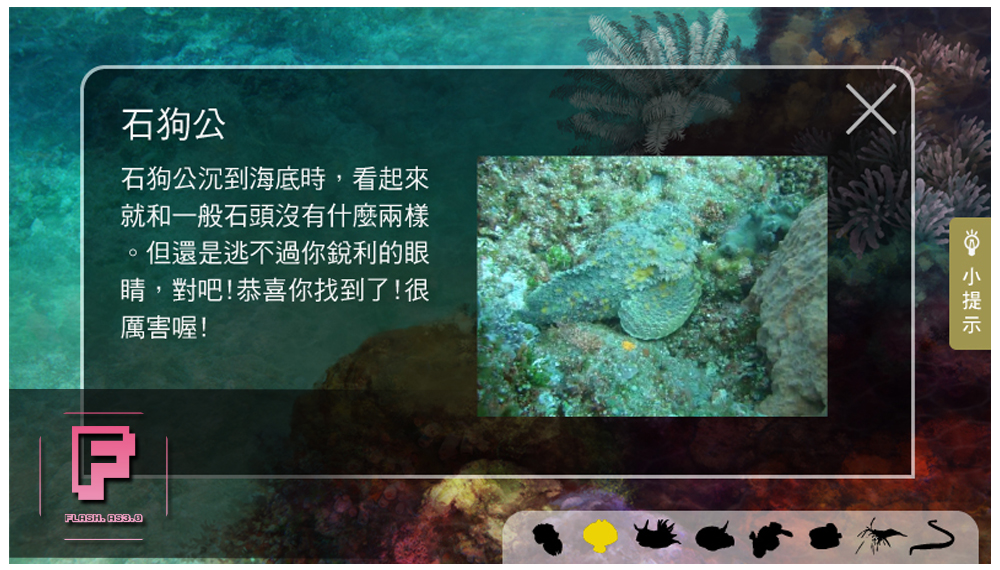 石狗公
石狗公沉到海底時，看起來
就和一般石頭沒有什麼兩樣
。但還是逃不過你銳利的眼
睛，對吧!恭喜你找到了!很
厲害喔!
小提示
F
FLASH. AS3.0